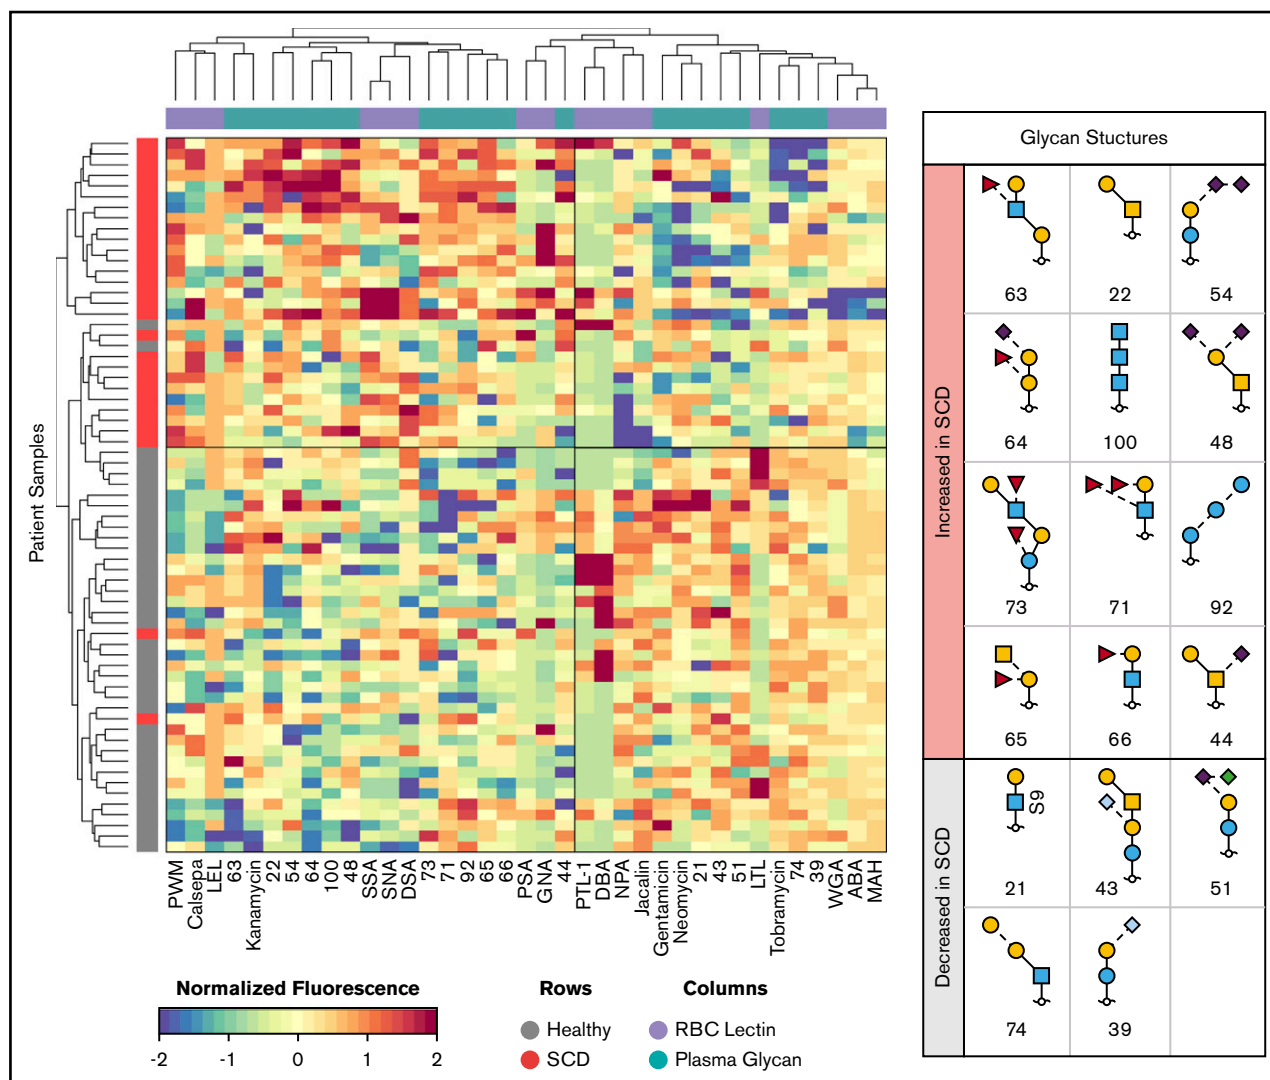 Glycan Stuctures
Patient Samples
Increased in SCD
63
22
54
64
100
48
73
71
92
65
66
44
Decreased in SCD
S9
21
43
51
74
39
PWM
Calsepa
LEL
63
Kanamycin
22
54
64
100
48
SSA
SNA
DSA
73
71
92
65
66
PSA
GNA
44
PTL-1
DBA
NPA
Jacalin
Gentamicin
Neomycin
21
43
51
LTL
Tobramycin
74
39
WGA
ABA
MAH
Normalized Fluorescence
-2 -1 0 1 2
Rows
Healthy
SCD
Columns
RBC Lectin
Plasma Glycan